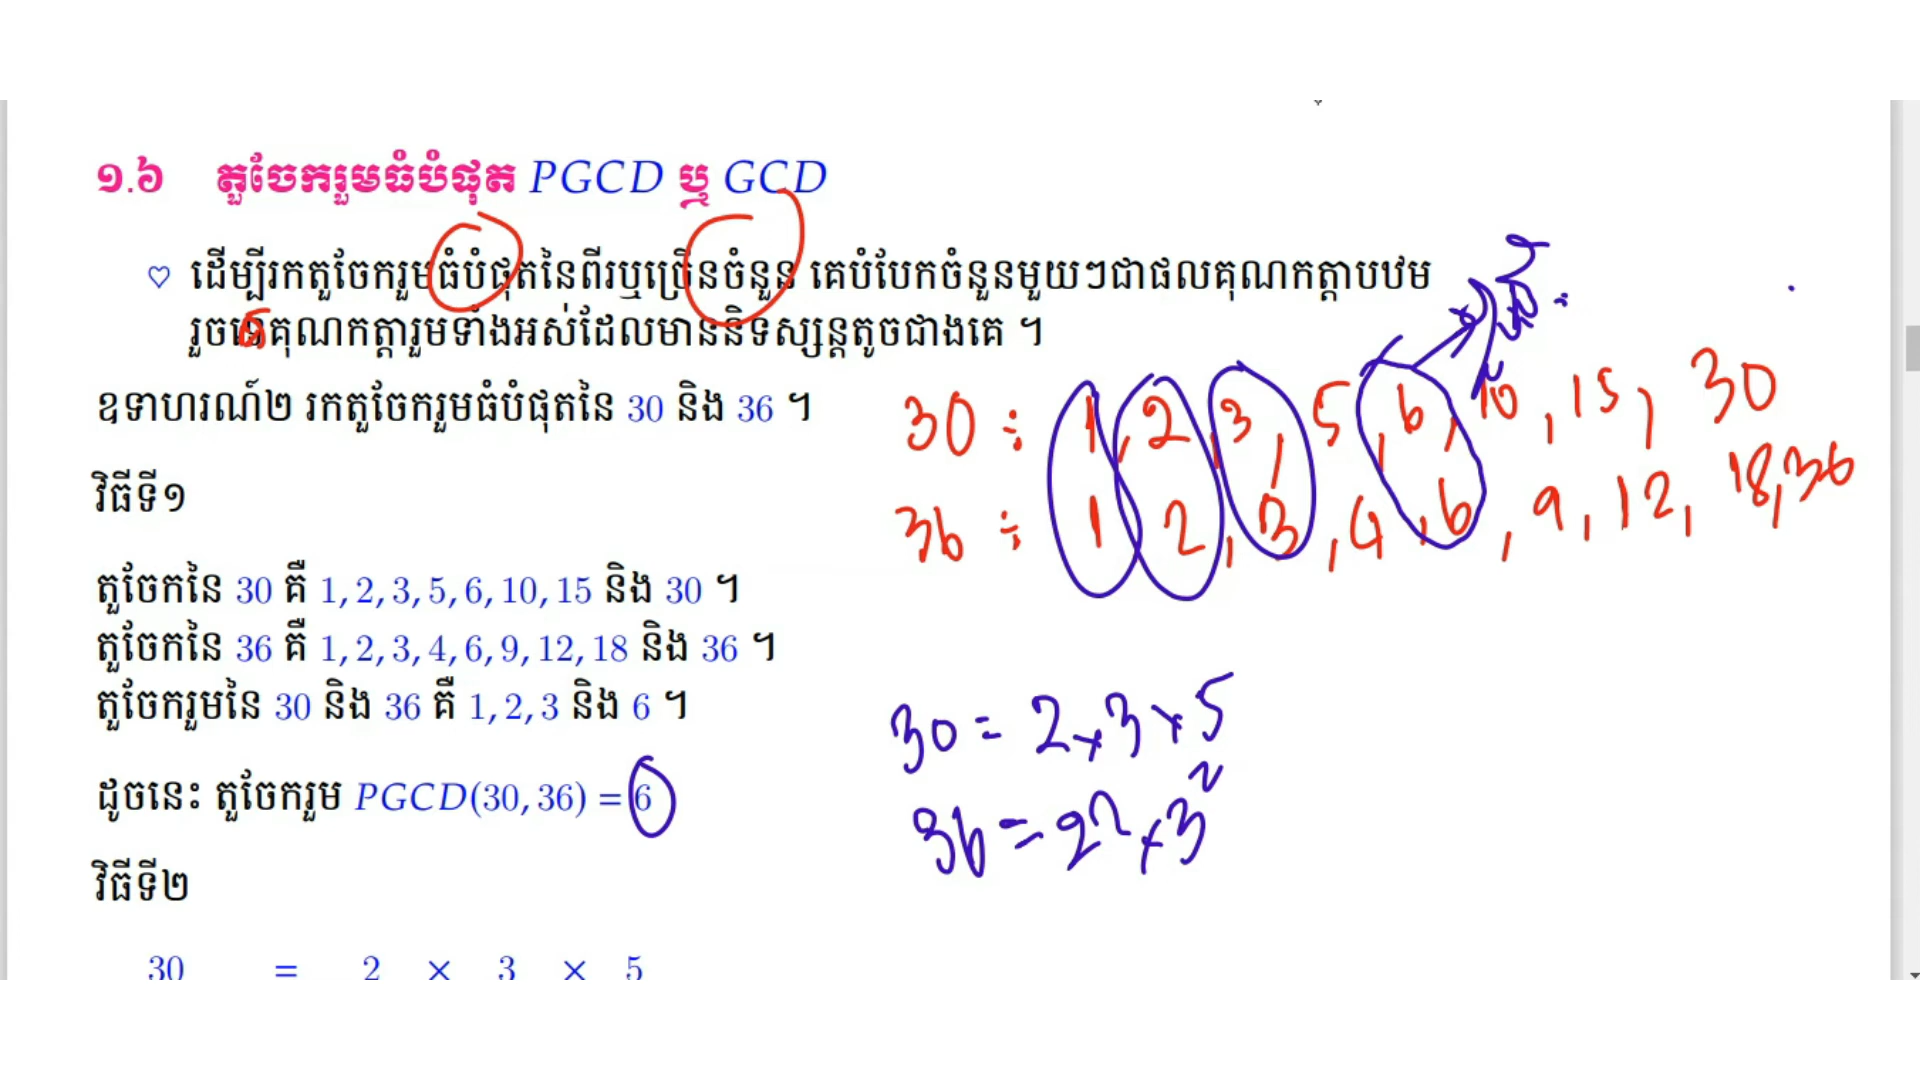 ១.៦ តួចែករួមធំបំផុត PGCD ឬ GCD
♡ ដើម្បីរកតួចែករួមធំបំផុតនៃពីរឬច្រើនចំនួន គេបំបែកចំនួនមួយៗជាផលគុណកត្តាបឋម
រួចគេគុណកត្តារួមទាំងអស់ដែលមាននិទស្សន្តតូចជាងគេ ។
ឧទាហរណ៍២ រកតួចែករួមធំបំផុតនៃ 30 និង 36 ។
30 ÷ 1, 2, 3, 5, 6, 10, 15, 30
36 ÷ 1 2, 3, 4, 6, 9, 12, 18, 36
វិធីទី១
តួចែកនៃ 30 គឺ 1, 2, 3, 5, 6, 10, 15 និង 30 ។
តួចែកនៃ 36 គឺ 1, 2, 3, 4, 6, 9, 12, 18 និង 36 ។
តួចែករួមនៃ 30 និង 36 គឺ 1, 2, 3 និង 6 ។
30 = 2 × 3 × 5
ដូចនេះ តួចែករួម PGCD(30, 36) = 6
36 = 2² × 3²
វិធីទី២
30 = 2 × 3 × 5